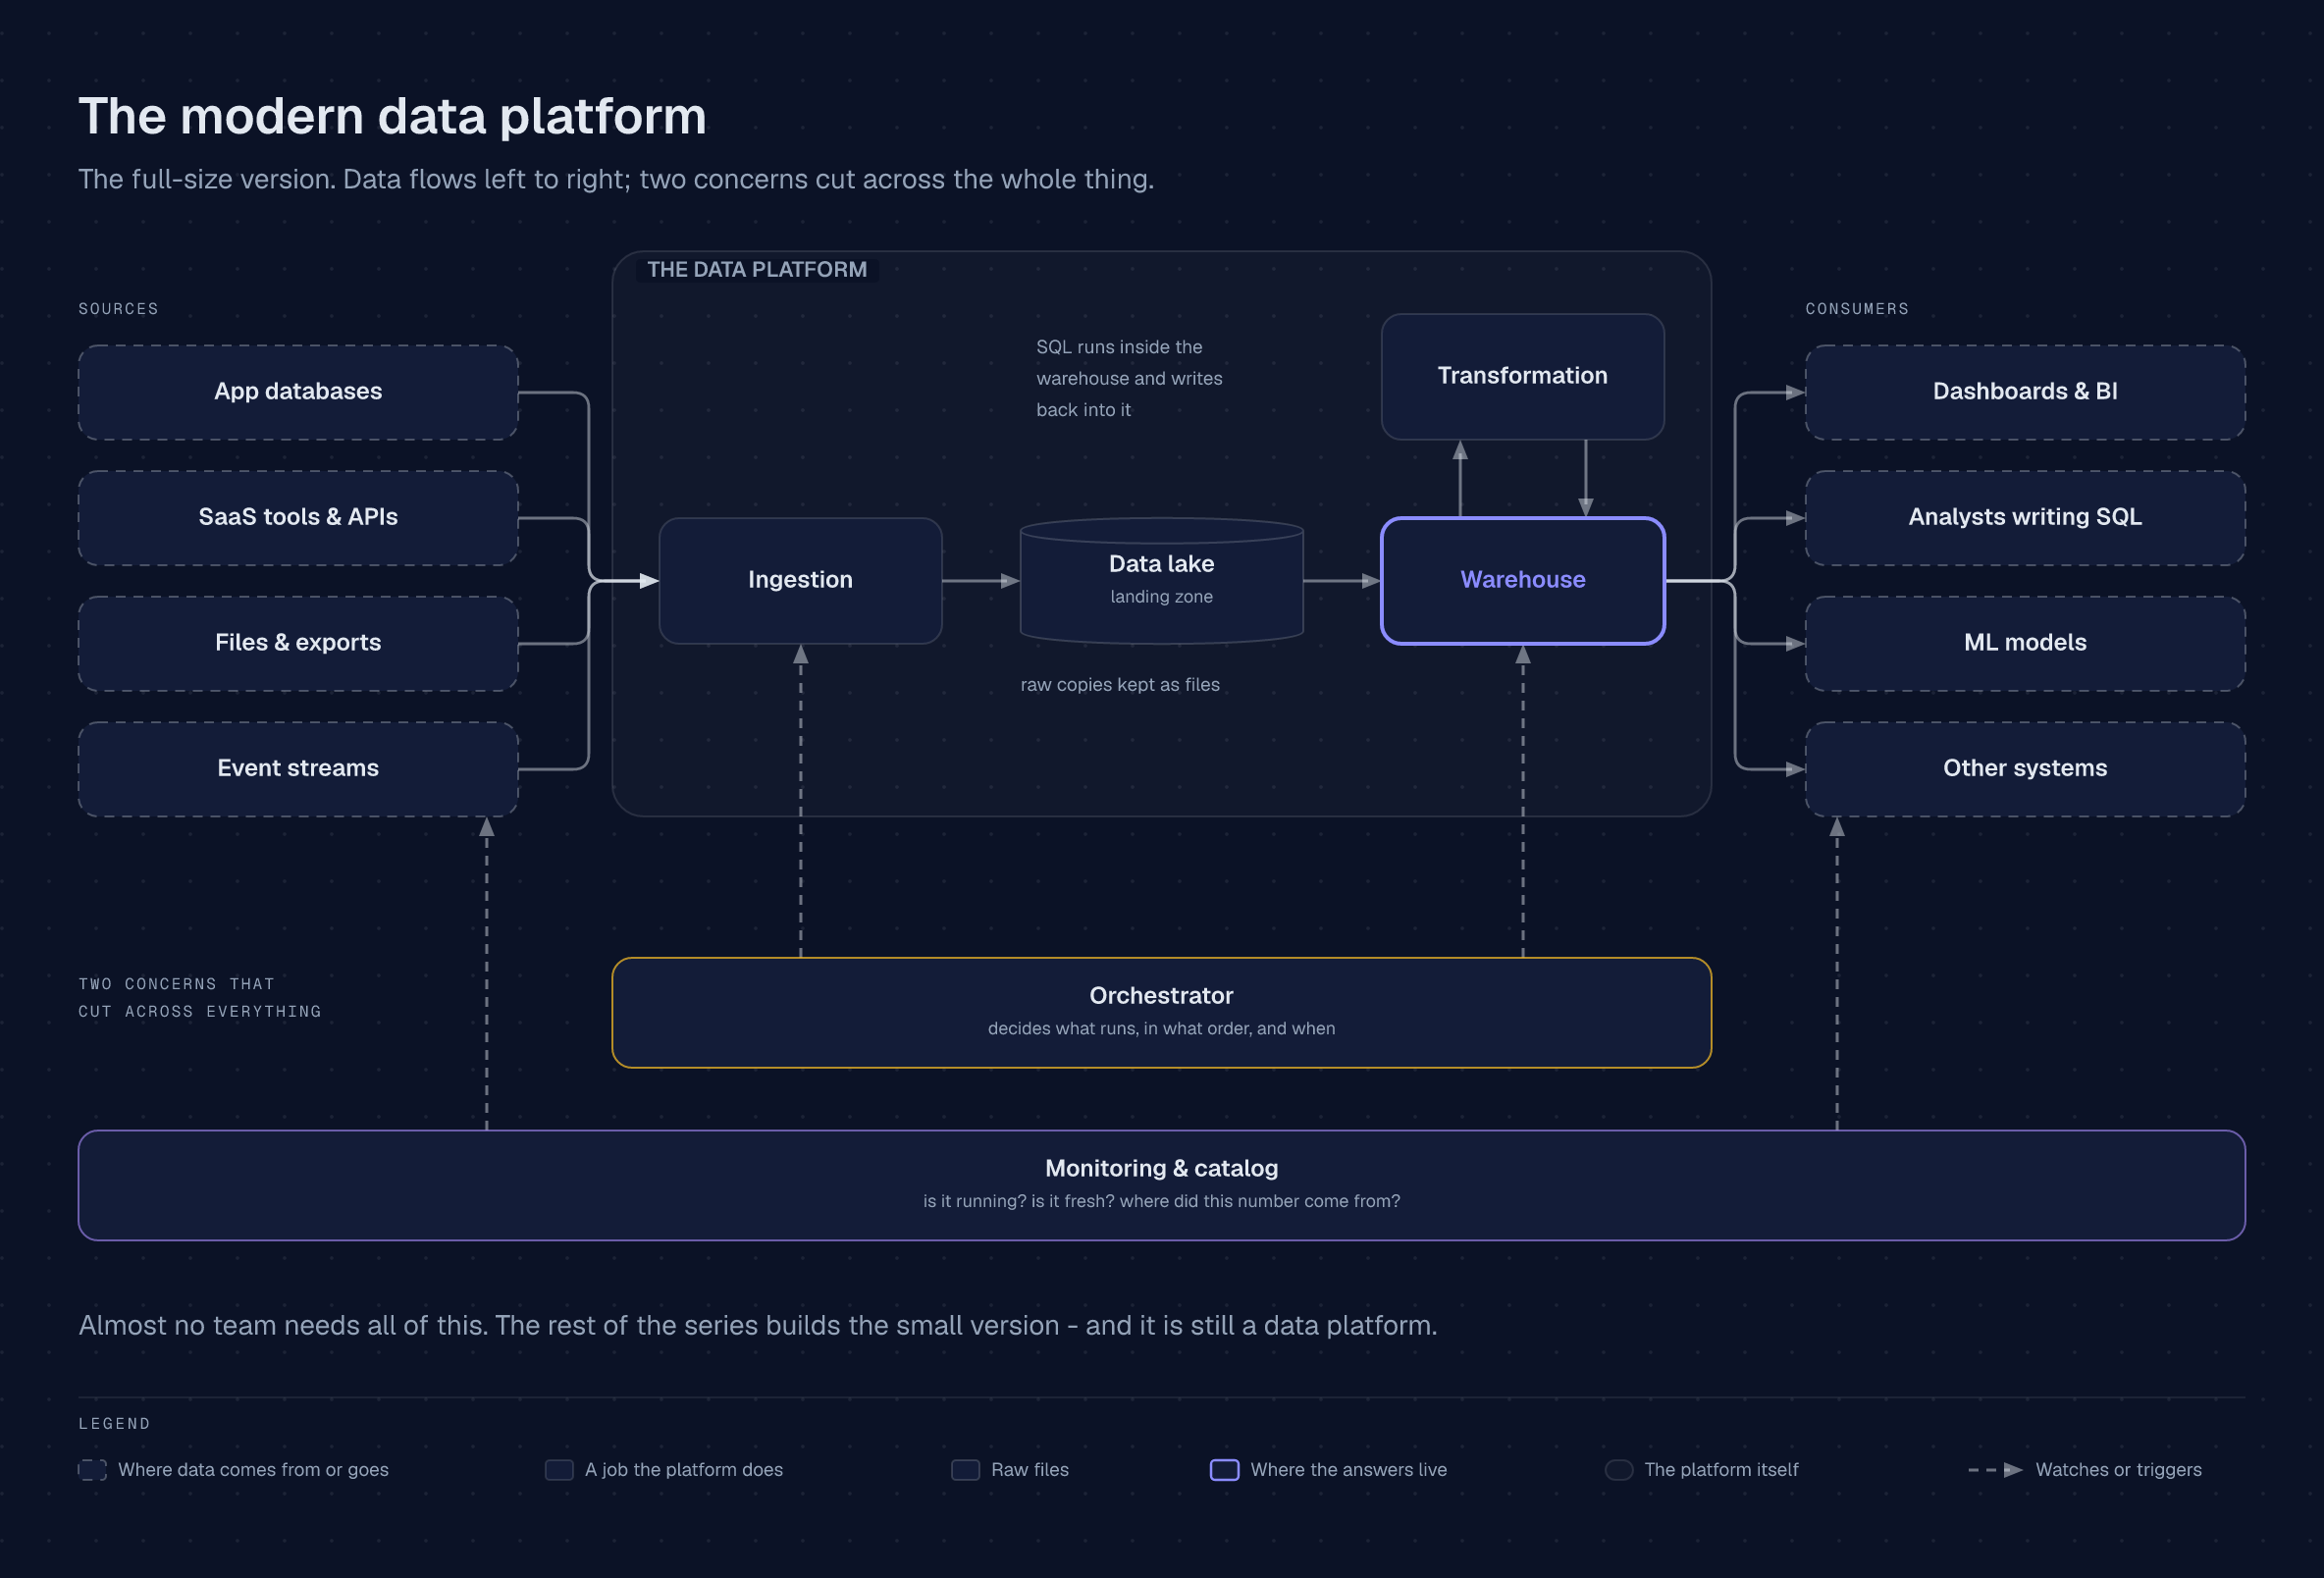 The modern data platform
The full-size version. Data flows left to right; two concerns cut across the whole thing.
THE DATA PLATFORM
SOURCES
App databases
SaaS tools & APIs
Files & exports
Event streams
SQL runs inside the
warehouse and writes
back into it
Transformation
Ingestion
Data lake
landing zone
raw copies kept as files
Warehouse
CONSUMERS
Dashboards & BI
Analysts writing SQL
ML models
Other systems
TWO CONCERNS THAT
CUT ACROSS EVERYTHING
Orchestrator
decides what runs, in what order, and when
Monitoring & catalog
is it running? is it fresh? where did this number come from?
Almost no team needs all of this. The rest of the series builds the small version - and it is still a data platform.
LEGEND
Where data comes from or goes
A job the platform does
Raw files
Where the answers live
The platform itself
Watches or triggers